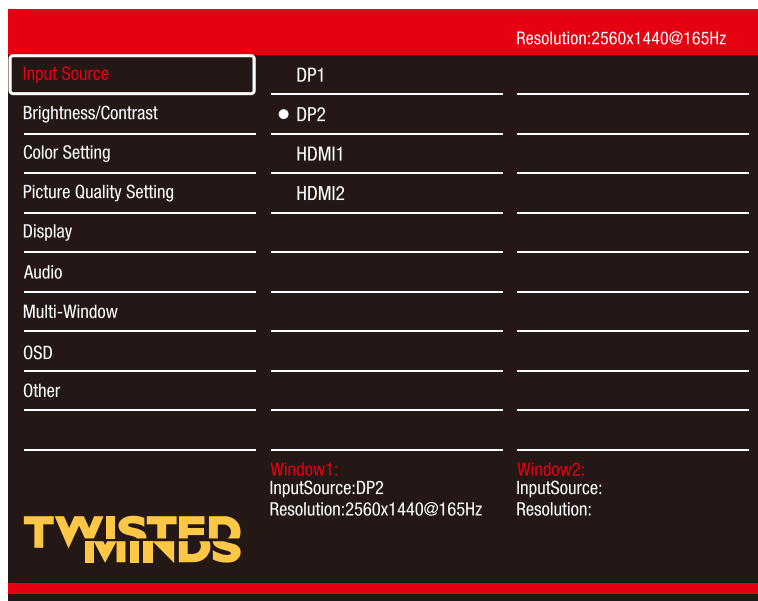 Resolution:2560x1440@165Hz
Input Source
DP1
Brightness/Contrast
DP2
Color Setting
HDMI1
Picture Quality Setting
HDMI2
Display
Audio
Multi-Window
OSD
Other
Window1:
InputSource:DP2
Resolution:2560x1440@165Hz
Window2:
InputSource:
Resolution:
TWISTED
MINDS